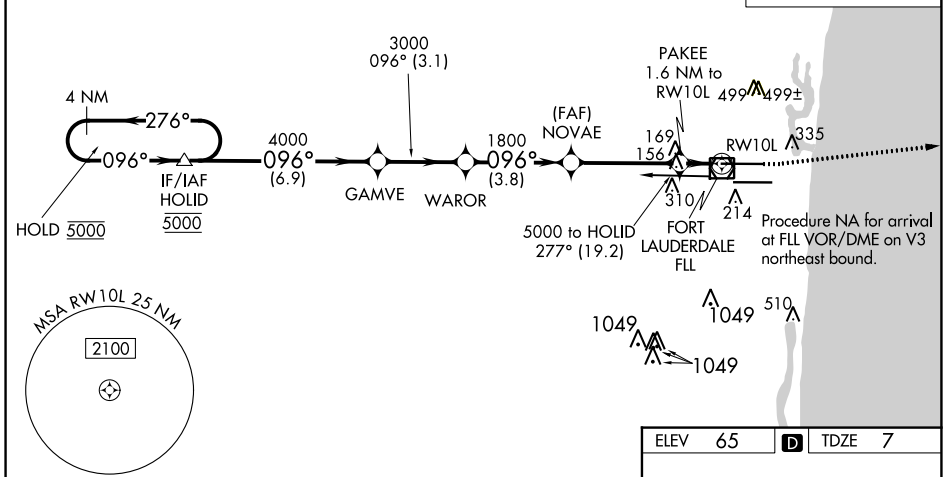 3000
096° (3.1)
PAKEE
1.6 NM to
RW10L
499 499±
4 NM
276°
(FAF)
NOVAE
4000
096°
(6.9)
1800
096°
(3.8)
169
156
RW10L
335
096°
IF/IAF
HOLID
5000
GAMVE
WAROR
HOLD 5000
310
214
5000 to HOLID
277° (19.2)
FORT
LAUDERDALE
FLL
Procedure NA for arrival
at FLL VOR/DME on V3
northeast bound.
MSA RW10L 25 NM
2100
1049
510
1049
1049
ELEV 65 D TDZE 7